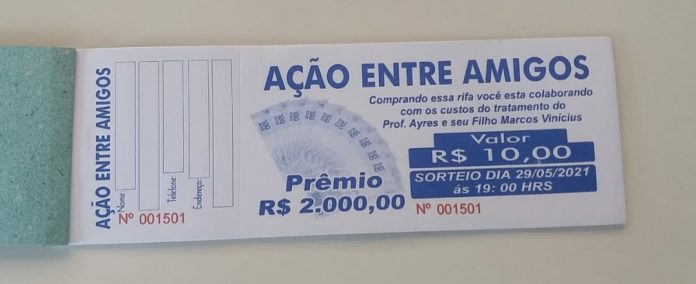 AÇÃO ENTRE AMIGOS
Nome:
Telefone:
Endereço:
Nº 001501
AÇÃO ENTRE AMIGOS
Comprando essa rifa você esta colaborando
com os custos do tratamento do
Prof. Ayres e seu Filho Marcos Vinicius
Valor
R$ 10,00
SORTEIO DIA 29/05/2021
ás 19: 00 HRS
Prêmio
R$ 2.000,00
Nº 001501